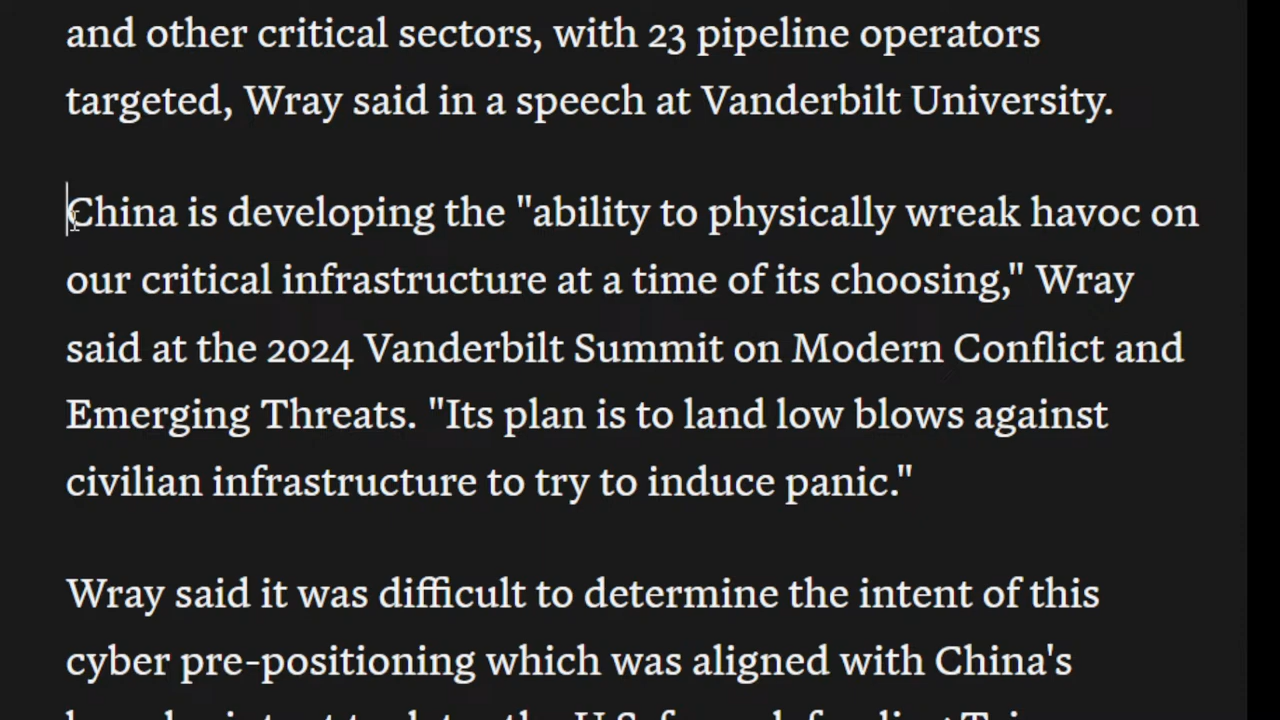 and other critical sectors, with 23 pipeline operators
targeted, Wray said in a speech at Vanderbilt University.
China is developing the "ability to physically wreak havoc on
our critical infrastructure at a time of its choosing," Wray
said at the 2024 Vanderbilt Summit on Modern Conflict and
Emerging Threats. "Its plan is to land low blows against
civilian infrastructure to try to induce panic."
Wray said it was difficult to determine the intent of this
cyber pre-positioning which was aligned with China's